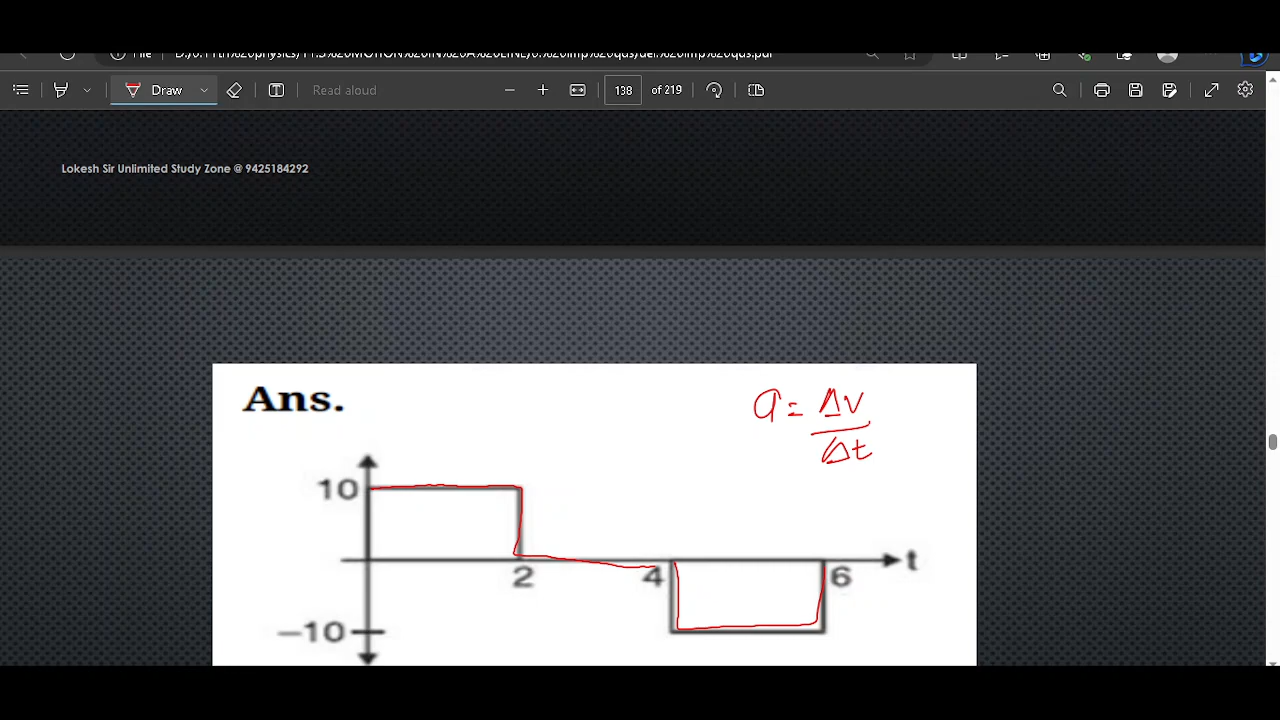 Draw
Read aloud
138 of 219
Lokesh Sir Unlimited Study Zone @ 9425184292
Ans.
a = Δv
Δt
10
2
4
6
t
−10